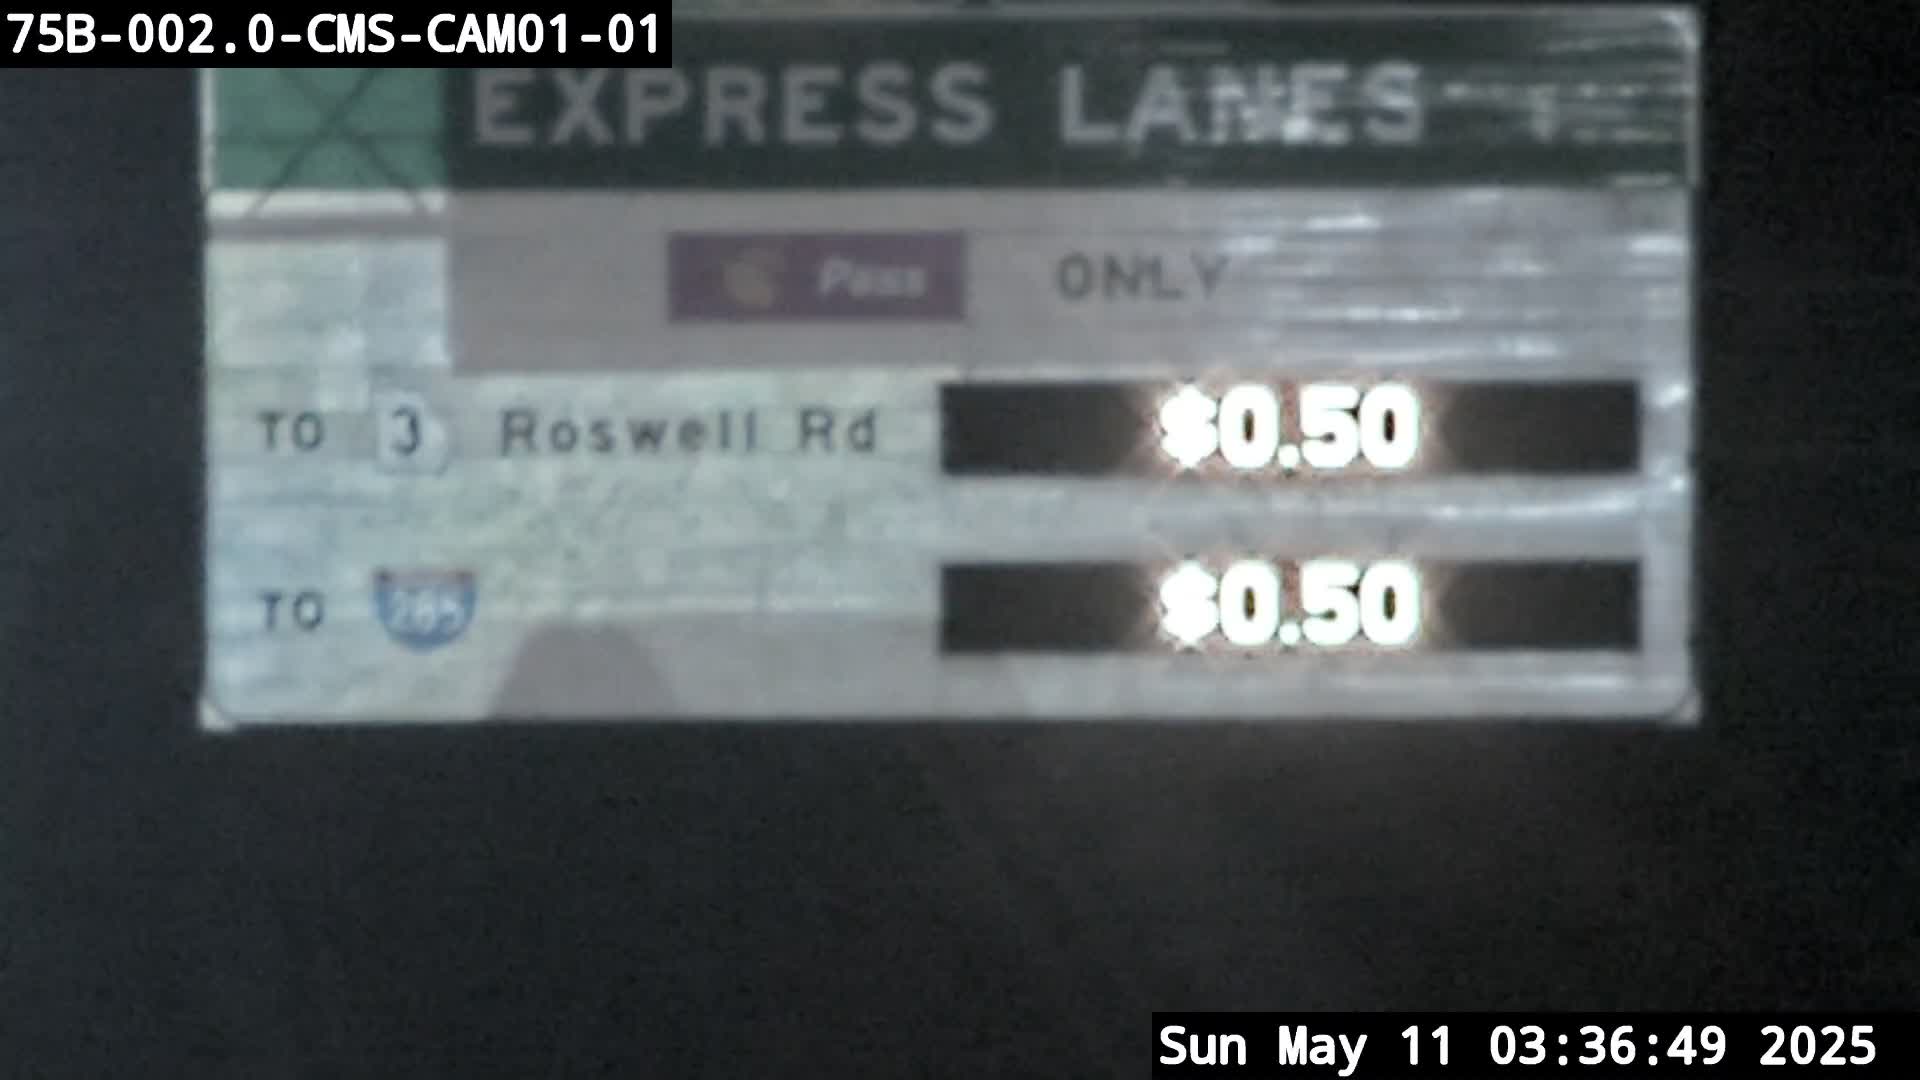 75B-002.0-CMS-CAM01-01
EXPRESS LANES
Pass ONLY
TO 3 Roswell Rd $0.50
TO 285 $0.50
Sun May 11 03:36:49 2025